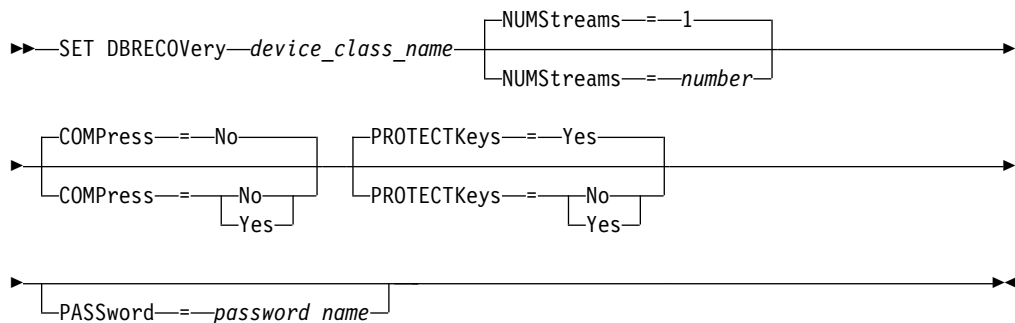 NUMStreams = 1
SET DBRECOVery device_class_name
NUMStreams = number
COMPress = No PROTECTKeys = Yes
COMPress = No PROTECTKeys = No
Yes Yes
PASSword = password name